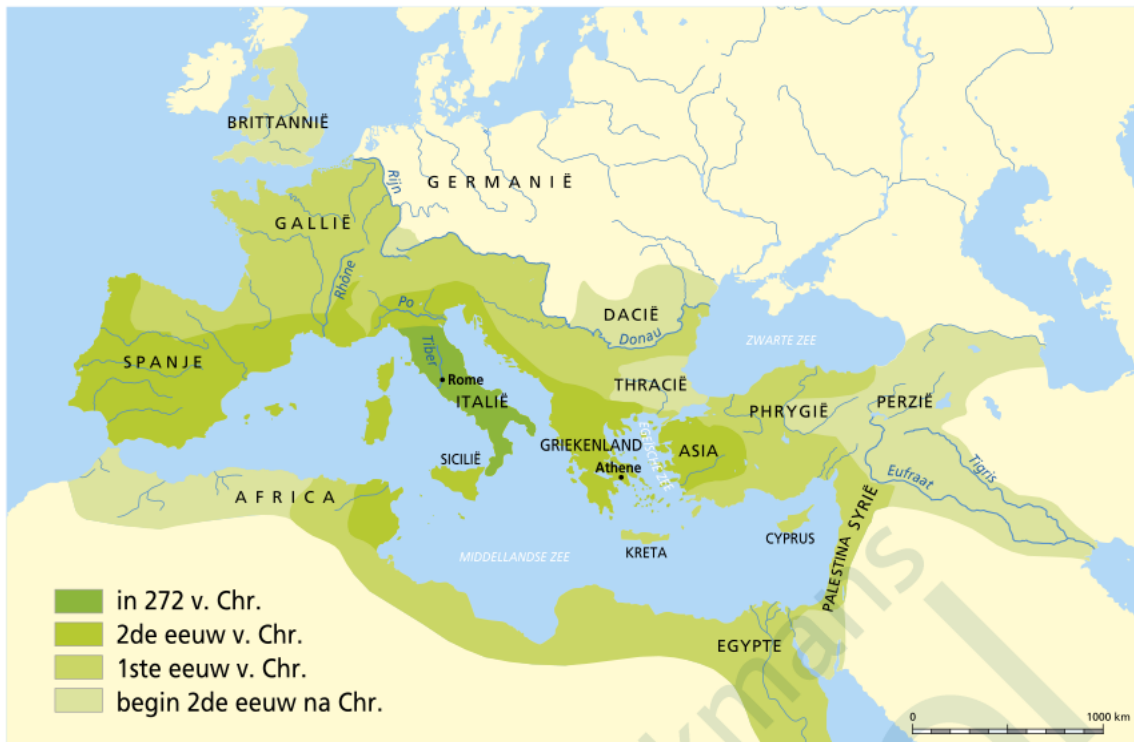 BRITTANNIË
Rijn
GERMANIË
GALLIË
Rhône
Po
DACIË
Donau
ZWARTE ZEE
SPANJE
Tiber
Rome
ITALIË
THRACIË
PHRYGIË
PERZIË
GRIEKENLAND
EGEÏSCHE ZEE
ASIA
SICILIË
Athene
Eufraat
Tigris
AFRICA
KRETA
CYPRUS
SYRIË
PALESTINA
MIDDELLANDSE ZEE
EGYPTE
in 272 v. Chr.
2de eeuw v. Chr.
1ste eeuw v. Chr.
begin 2de eeuw na Chr.
0 1000 km